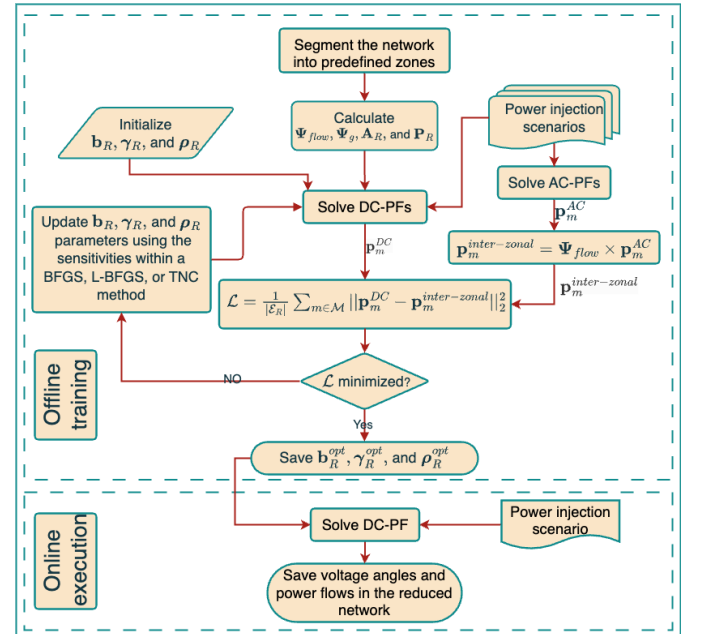 Segment the network
into predefined zones
Initialize
b_R, γ_R, and ρ_R
Calculate
Ψ_flow, Ψ_g, A_R, and P_R
Power injection
scenarios
Solve AC-PFs
p_m^AC
Solve DC-PFs
p_m^inter-zonal = Ψ_flow × p_m^AC
Update b_R, γ_R, and ρ_R
parameters using the
sensitivities within a
BFGS, L-BFGS, or TNC
method
p_m^DC
p_m^inter-zonal
ℒ = 1/|ℰ_R| ∑_m∈ℳ ||p_m^DC − p_m^inter-zonal||_2^2
ℒ minimized?
NO
Yes
Offline
training
Save b_R^opt, γ_R^opt, and ρ_R^opt
Online
execution
Solve DC-PF
Power injection
scenario
Save voltage angles and
power flows in the reduced
network